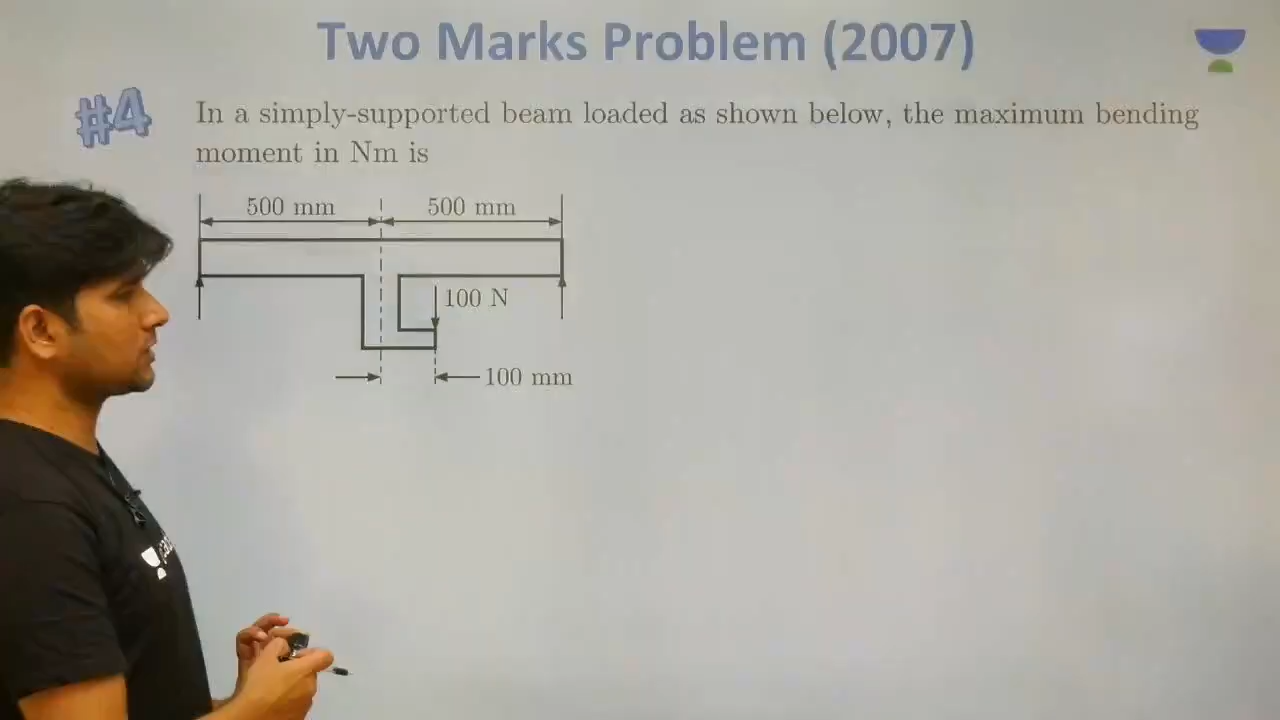 Two Marks Problem (2007)
#4
In a simply-supported beam loaded as shown below, the maximum bending
moment in Nm is
500 mm
500 mm
100 N
100 mm